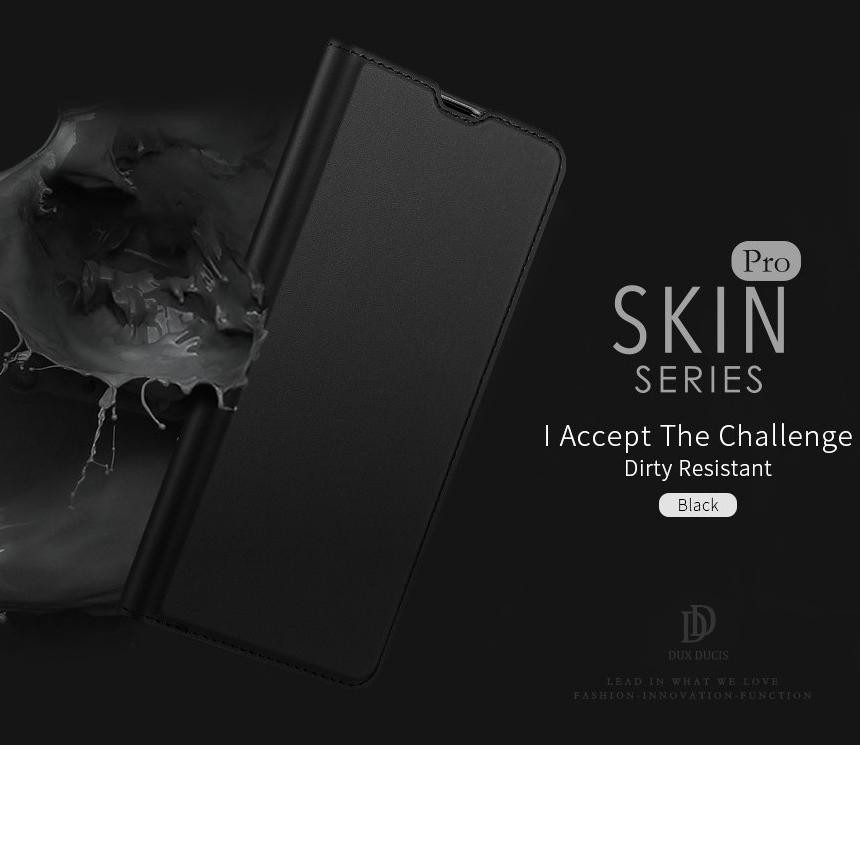 Pro
SKIN
SERIES
I Accept The Challenge
Dirty Resistant
Black
DUX DUCIS
LEAD IN WHAT WE LOVE
FASHION-INNOVATION-FUNCTION